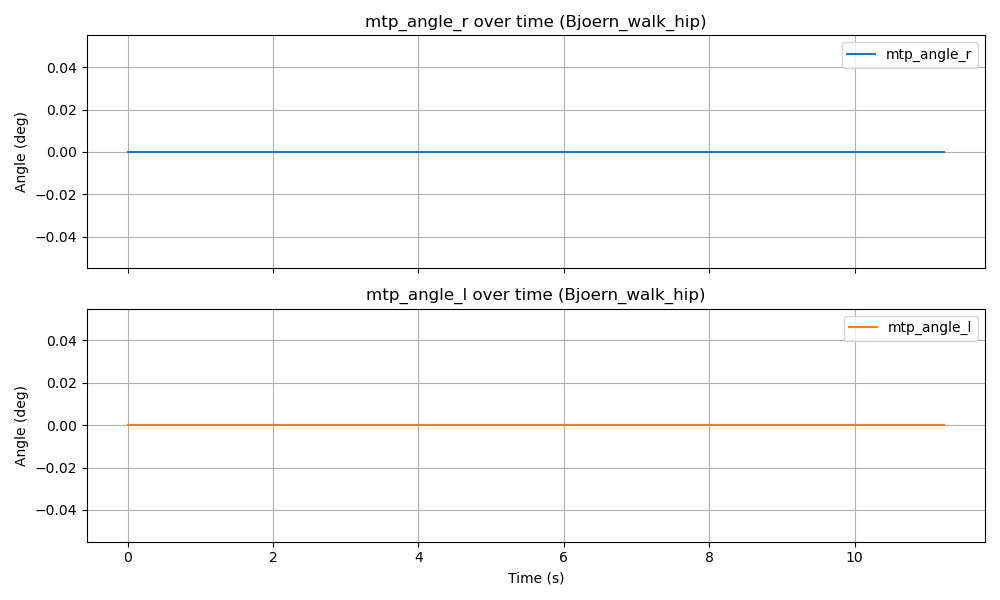 mtp_angle_r over time (Bjoern_walk_hip)
mtp_angle_r
0.04
0.02
0.00
−0.02
−0.04
Angle (deg)
mtp_angle_l over time (Bjoern_walk_hip)
mtp_angle_l
0.04
0.02
0.00
−0.02
−0.04
Angle (deg)
0 2 4 6 8 10
Time (s)